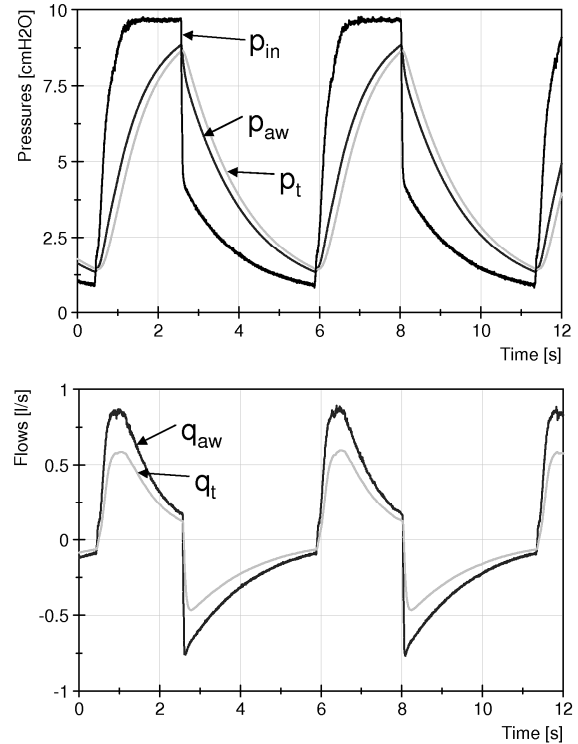 Pressures [cmH2O]
10
7.5
5
2.5
0
p_in
p_aw
p_t
0 2 4 6 8 10 12
Time [s]
Flows [l/s]
1
0.5
0
-0.5
-1
q_aw
q_t
0 2 4 6 8 10 12
Time [s]